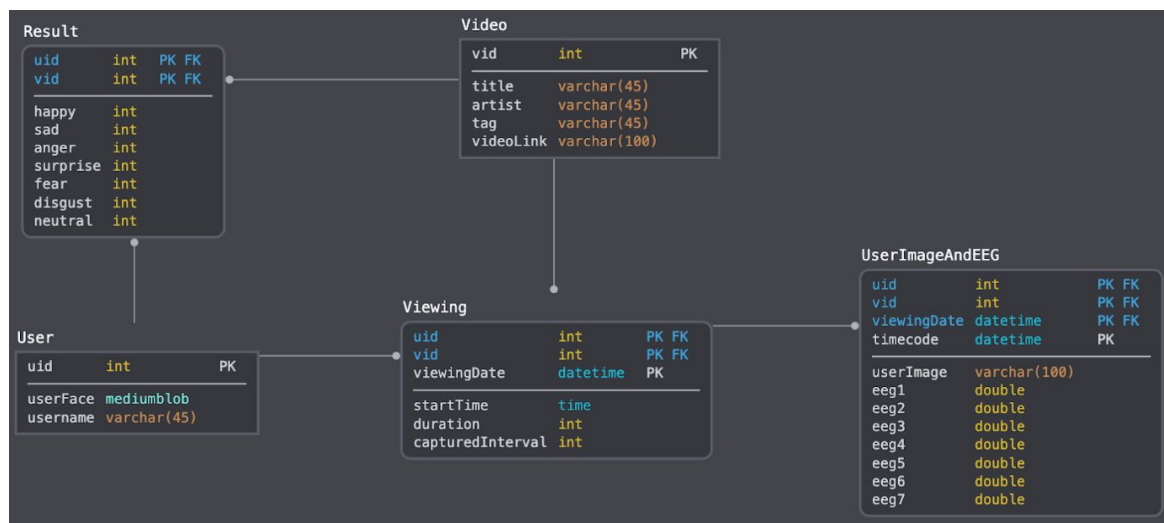 Result
uid int PK FK
vid int PK FK
happy int
sad int
anger int
surprise int
fear int
disgust int
neutral int
Video
vid int PK
title varchar(45)
artist varchar(45)
tag varchar(45)
videoLink varchar(100)
User
uid int PK
userFace mediumblob
username varchar(45)
Viewing
uid int PK FK
vid int PK FK
viewingDate datetime PK
startTime time
duration int
capturedInterval int
UserImageAndEEG
uid int PK FK
vid int PK FK
viewingDate datetime PK FK
timecode datetime PK
userImage varchar(100)
eeg1 double
eeg2 double
eeg3 double
eeg4 double
eeg5 double
eeg6 double
eeg7 double